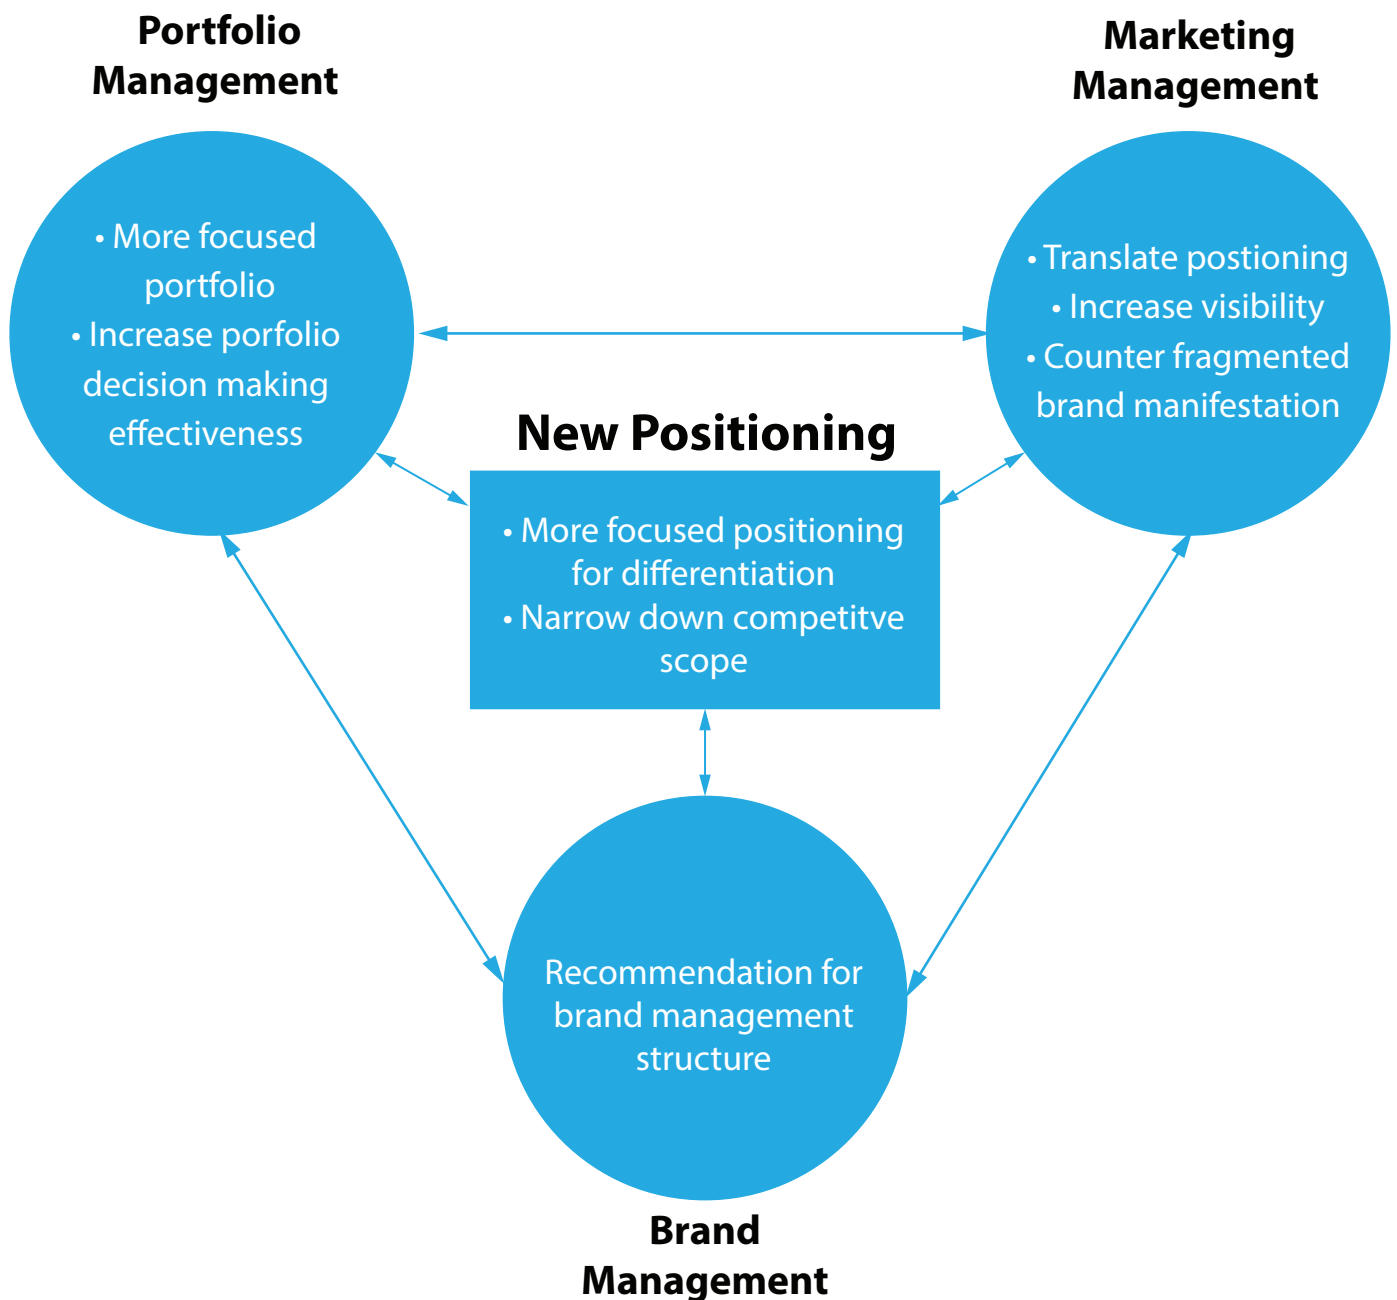 Portfolio
Management
• More focused
portfolio
• Increase porfolio
decision making
effectiveness
Marketing
Management
• Translate postioning
• Increase visibility
• Counter fragmented
brand manifestation
New Positioning
• More focused positioning
for differentiation
• Narrow down competitve
scope
Recommendation for
brand management
structure
Brand
Management